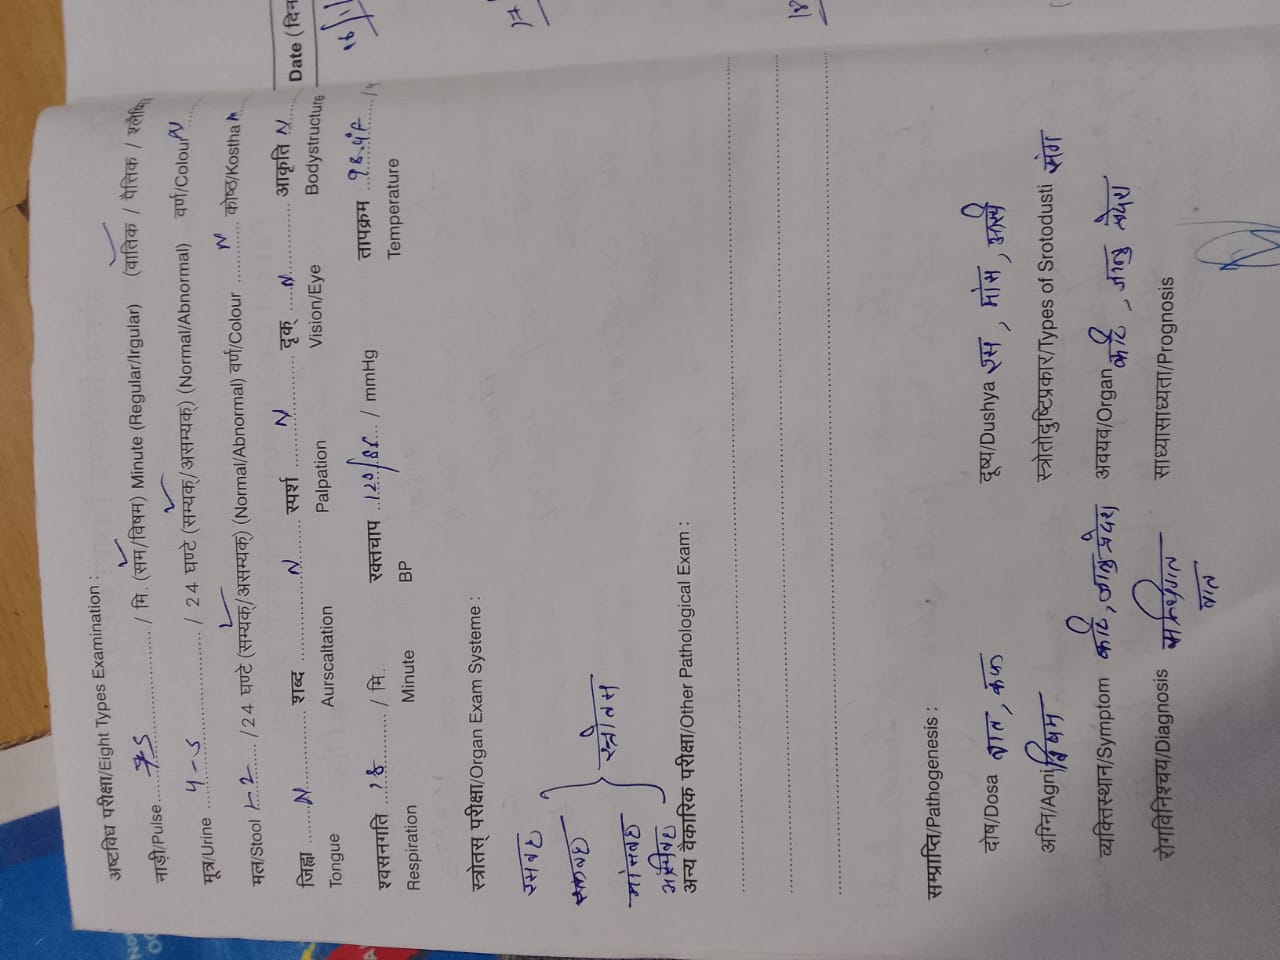 अष्टविध परीक्षा/Eight Types Examination :
नाड़ी/Pulse 75 / मि. (सम/विषम) Minute (Regular/Irgular) (वातिक / पैत्तिक / श्लैष्मि
मूत्र/Urine 4-5 / 24 घण्टे (सम्यक्/असम्यक्) (Normal/Abnormal) वर्ण/Colour N
मल/Stool 1-2 /24 घण्टे (सम्यक्/असम्यक्) (Normal/Abnormal) वर्ण/Colour N कोष्ठ/Kostha N
जिह्वा N शब्द N स्पर्श N दृक् N आकृति N
Tongue Aurscaltation Palpation Vision/Eye Bodystructure
Date (दिन
16/1/
श्वसनगति 18 / मि. रक्तचाप 120/ / mmHg तापक्रम 98.4°F
Respiration Minute BP Temperature
स्त्रोतस् परीक्षा/Organ Exam Systeme :
रसवह
रक्तवह
स्त्रोतस
मांसवह
अस्थिवह
अन्य वैकारिक परीक्षा/Other Pathological Exam :
18
सम्प्राप्ति/Pathogenesis :
दोष/Dosa वात, कफ दूष्य/Dushya रस, मांस, अस्थि
अग्नि/Agni विषम स्त्रोतोदुष्टिप्रकार/Types of Srotodusti संग
व्यक्तिस्थान/Symptom कटि, जानु प्रदेश अवयव/Organ कटि, जानु प्रदेश
रोगविनिश्चय/Diagnosis सन्धिगत साध्यासाध्यता/Prognosis
वात